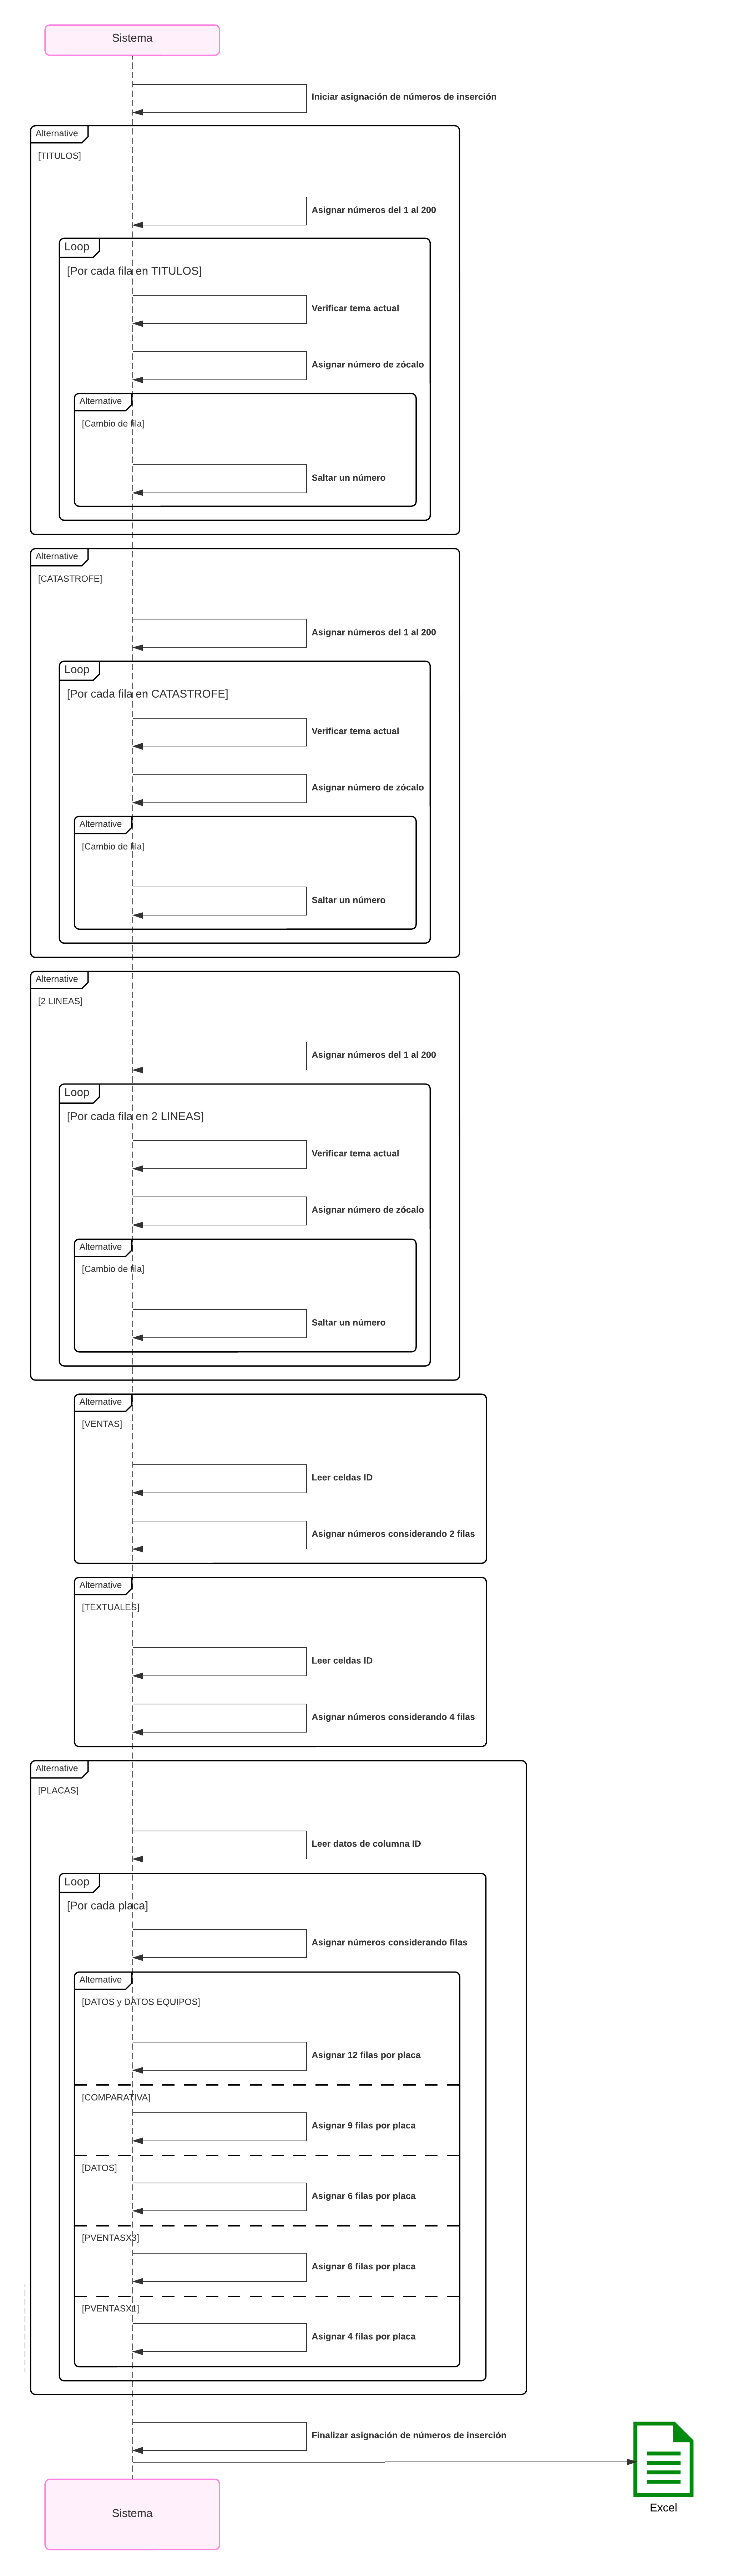 Sistema
Iniciar asignación de números de inserción
Alternative
[TITULOS]
Asignar números del 1 al 200
Loop
[Por cada fila en TITULOS]
Verificar tema actual
Asignar número de zócalo
Alternative
[Cambio de fila]
Saltar un número
Alternative
[CATASTROFE]
Asignar números del 1 al 200
Loop
[Por cada fila en CATASTROFE]
Verificar tema actual
Asignar número de zócalo
Alternative
[Cambio de fila]
Saltar un número
Alternative
[2 LINEAS]
Asignar números del 1 al 200
Loop
[Por cada fila en 2 LINEAS]
Verificar tema actual
Asignar número de zócalo
Alternative
[Cambio de fila]
Saltar un número
Alternative
[VENTAS]
Leer celdas ID
Asignar números considerando 2 filas
Alternative
[TEXTUALES]
Leer celdas ID
Asignar números considerando 4 filas
Alternative
[PLACAS]
Leer datos de columna ID
Loop
[Por cada placa]
Asignar números considerando filas
Alternative
[DATOS y DATOS EQUIPOS]
Asignar 12 filas por placa
[COMPARATIVA]
Asignar 9 filas por placa
[DATOS]
Asignar 6 filas por placa
[PVENTASX3]
Asignar 6 filas por placa
[PVENTASX1]
Asignar 4 filas por placa
Finalizar asignación de números de inserción
Excel
Sistema